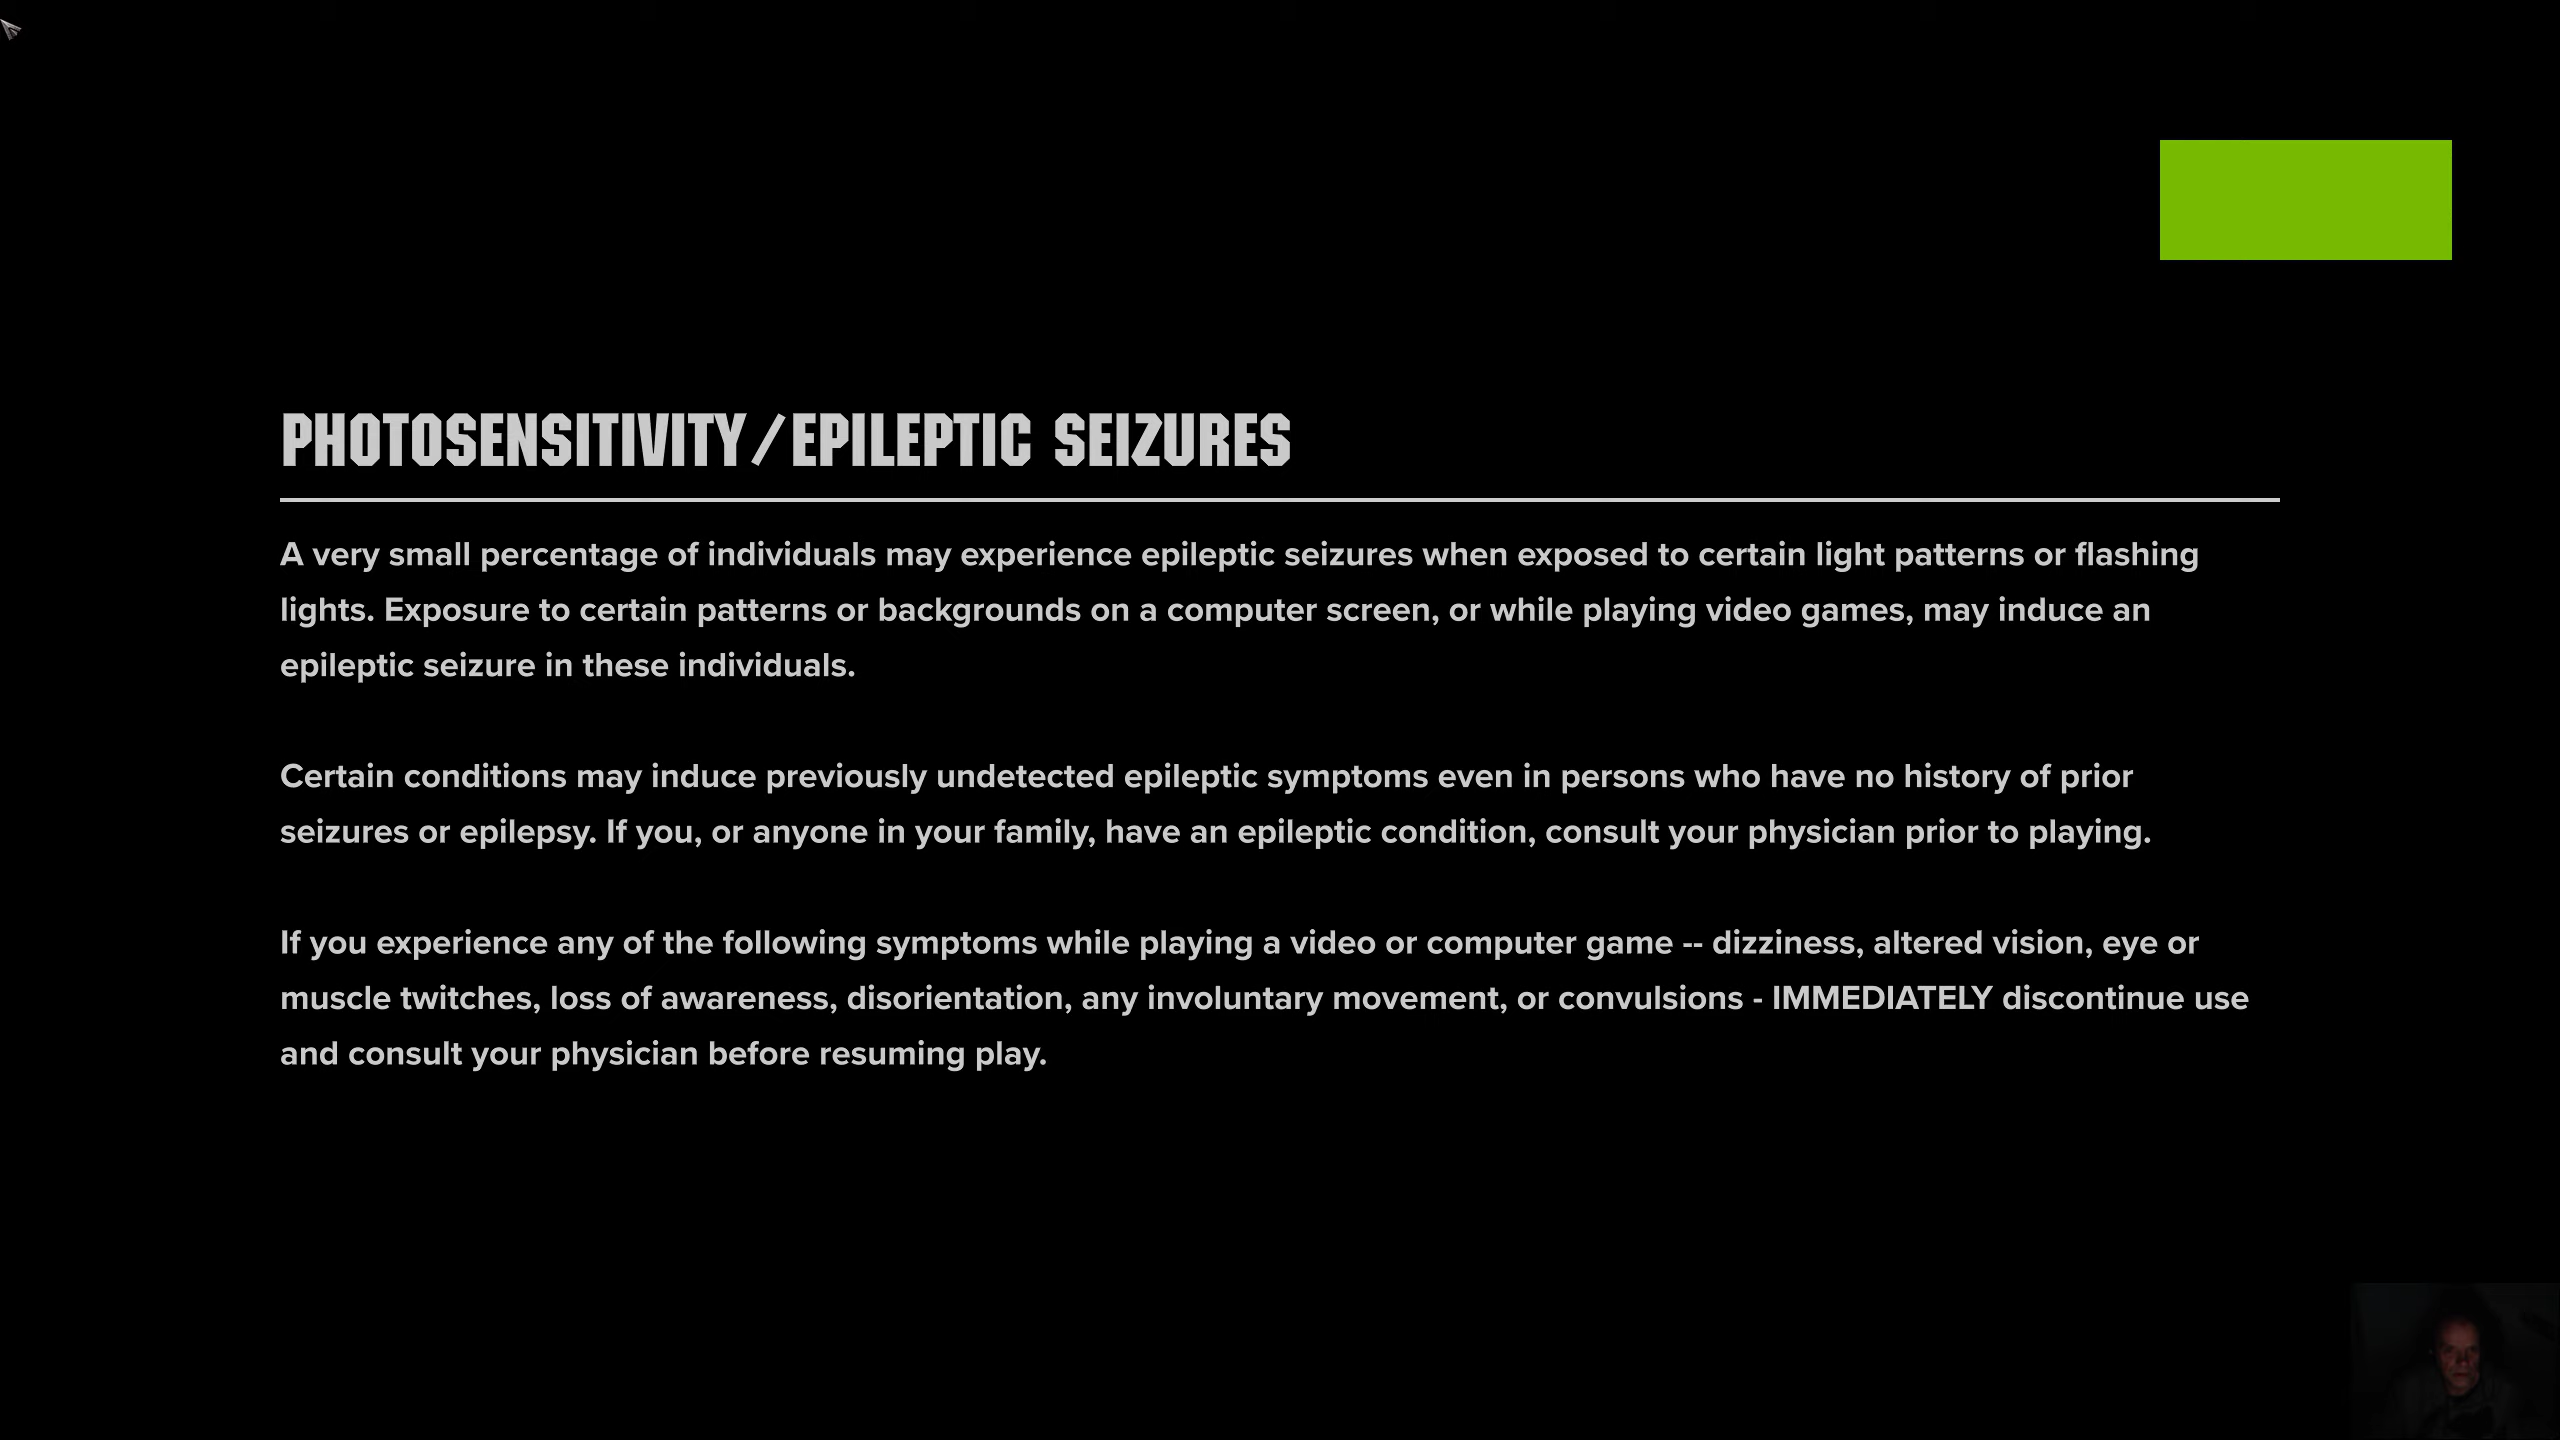 PHOTOSENSITIVITY/EPILEPTIC SEIZURES
A very small percentage of individuals may experience epileptic seizures when exposed to certain light patterns or flashing
lights. Exposure to certain patterns or backgrounds on a computer screen, or while playing video games, may induce an
epileptic seizure in these individuals.
Certain conditions may induce previously undetected epileptic symptoms even in persons who have no history of prior
seizures or epilepsy. If you, or anyone in your family, have an epileptic condition, consult your physician prior to playing.
If you experience any of the following symptoms while playing a video or computer game -- dizziness, altered vision, eye or
muscle twitches, loss of awareness, disorientation, any involuntary movement, or convulsions - IMMEDIATELY discontinue use
and consult your physician before resuming play.